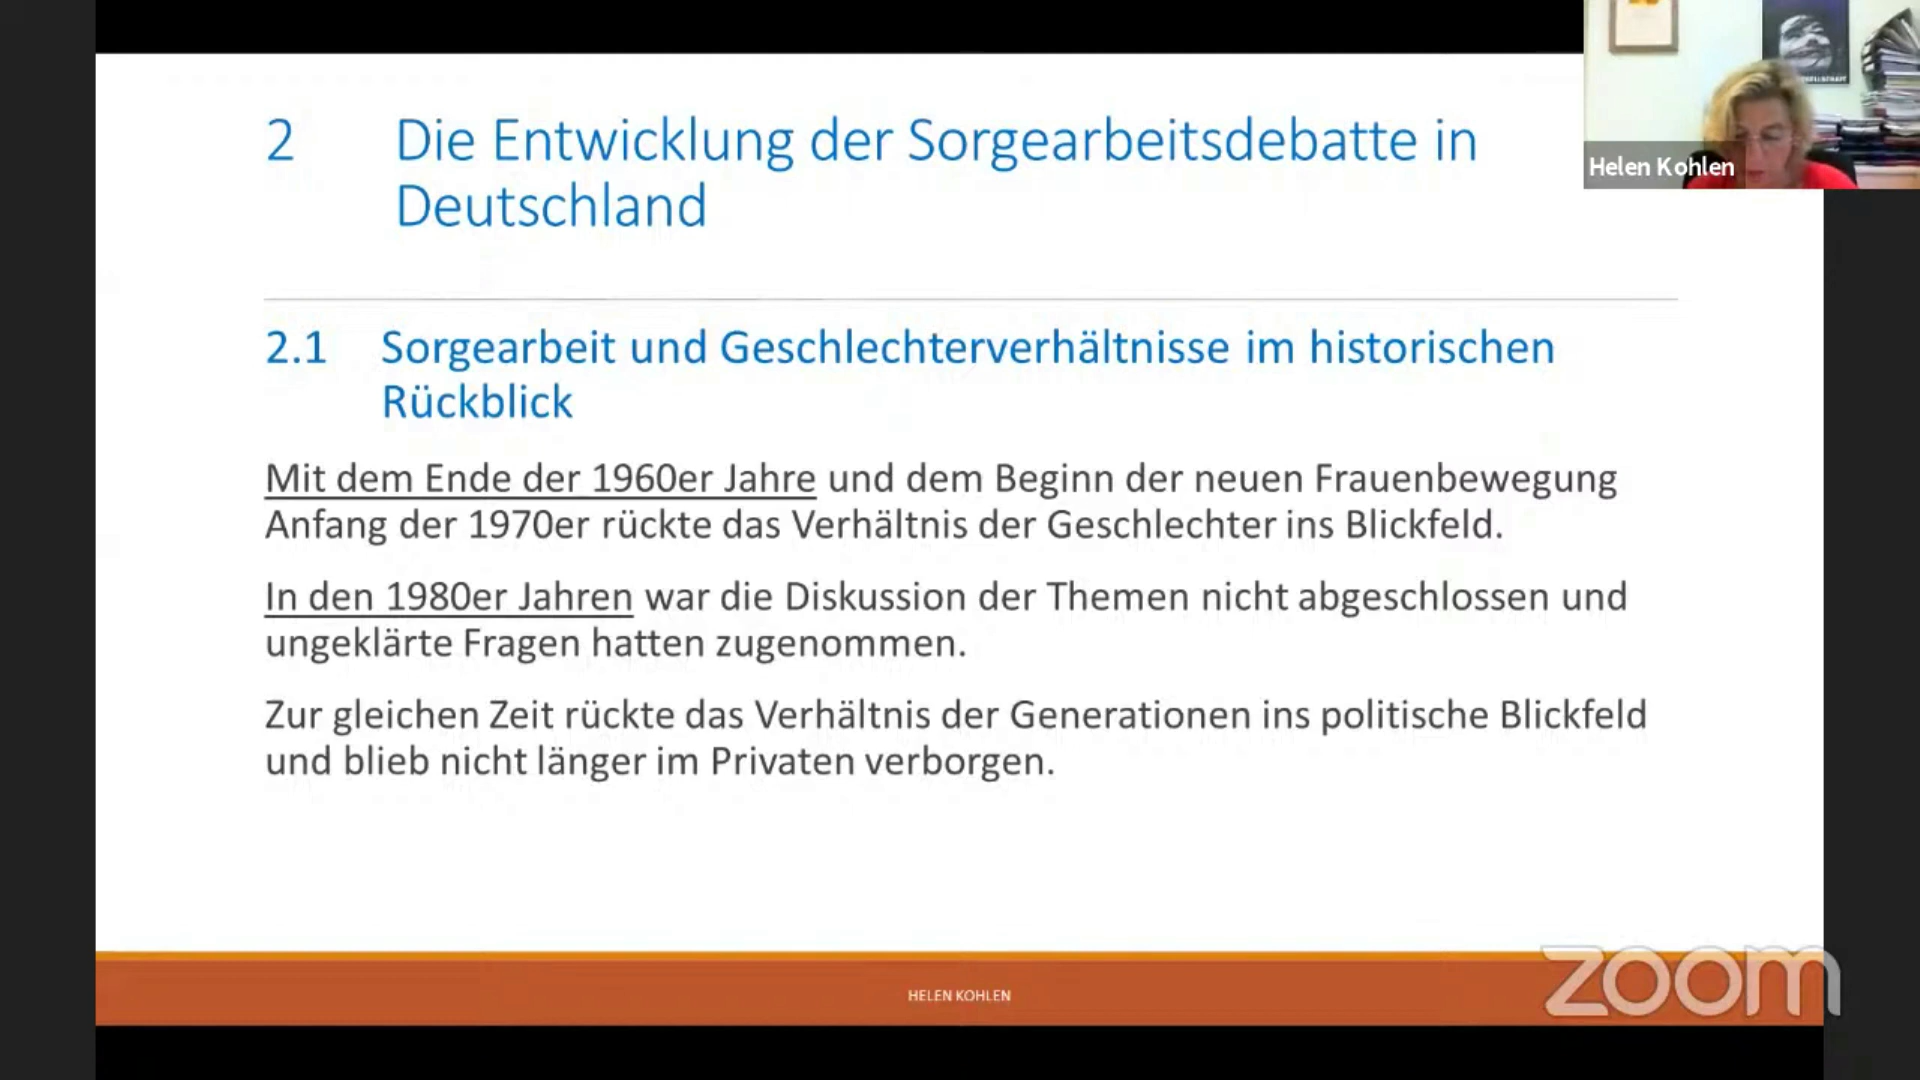 2 Die Entwicklung der Sorgearbeitsdebatte in
Deutschland
Helen Kohlen
2.1 Sorgearbeit und Geschlechterverhältnisse im historischen
Rückblick
Mit dem Ende der 1960er Jahre und dem Beginn der neuen Frauenbewegung
Anfang der 1970er rückte das Verhältnis der Geschlechter ins Blickfeld.
In den 1980er Jahren war die Diskussion der Themen nicht abgeschlossen und
ungeklärte Fragen hatten zugenommen.
Zur gleichen Zeit rückte das Verhältnis der Generationen ins politische Blickfeld
und blieb nicht länger im Privaten verborgen.
HELEN KOHLEN
zoom